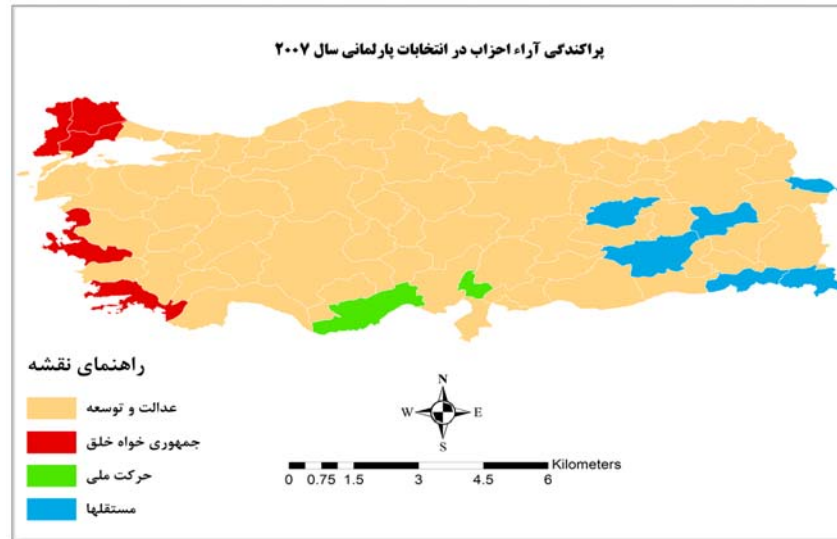 پراکندگی آراء احزاب در انتخابات پارلمانی سال ۲۰۰۷
راهنمای نقشه
عدالت و توسعه
جمهوری خواه خلق
حرکت ملی
مستقلها
N
W E
S
Kilometers
0 0.75 1.5 3 4.5 6